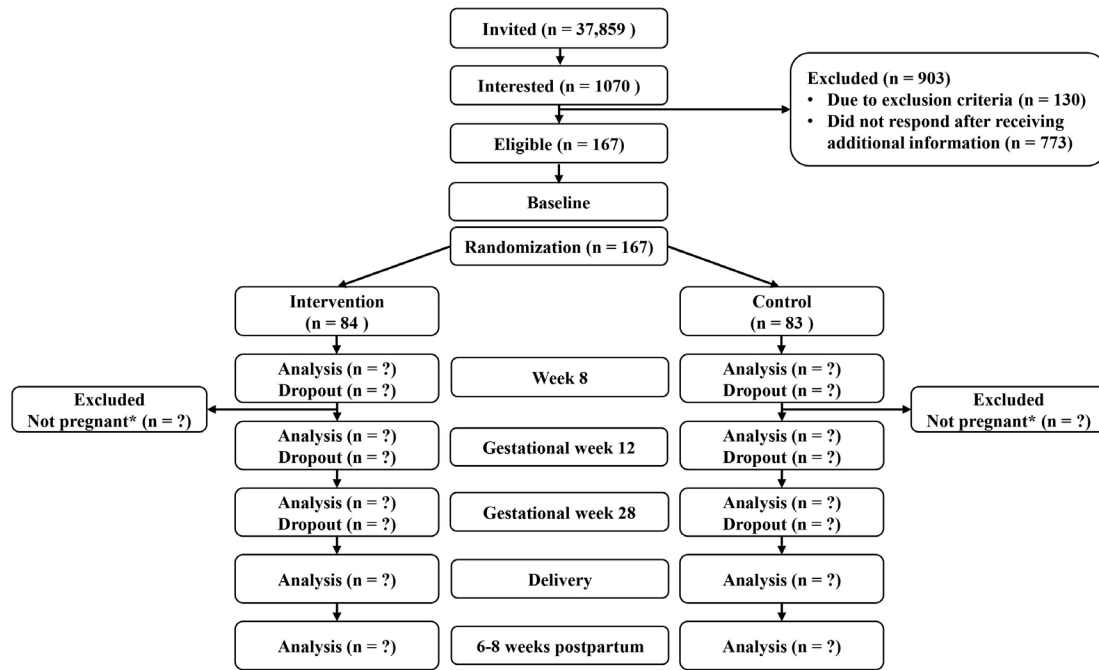 Invited (n = 37,859 )
Interested (n = 1070 )
Excluded (n = 903)
• Due to exclusion criteria (n = 130)
• Did not respond after receiving
additional information (n = 773)
Eligible (n = 167)
Baseline
Randomization (n = 167)
Intervention
(n = 84 )
Control
(n = 83 )
Analysis (n = ?)
Dropout (n = ?)
Week 8
Analysis (n = ?)
Dropout (n = ?)
Excluded
Not pregnant* (n = ?)
Excluded
Not pregnant* (n = ?)
Analysis (n = ?)
Dropout (n = ?)
Gestational week 12
Analysis (n = ?)
Dropout (n = ?)
Analysis (n = ?)
Dropout (n = ?)
Gestational week 28
Analysis (n = ?)
Dropout (n = ?)
Analysis (n = ?)
Delivery
Analysis (n = ?)
Analysis (n = ?)
6-8 weeks postpartum
Analysis (n = ?)